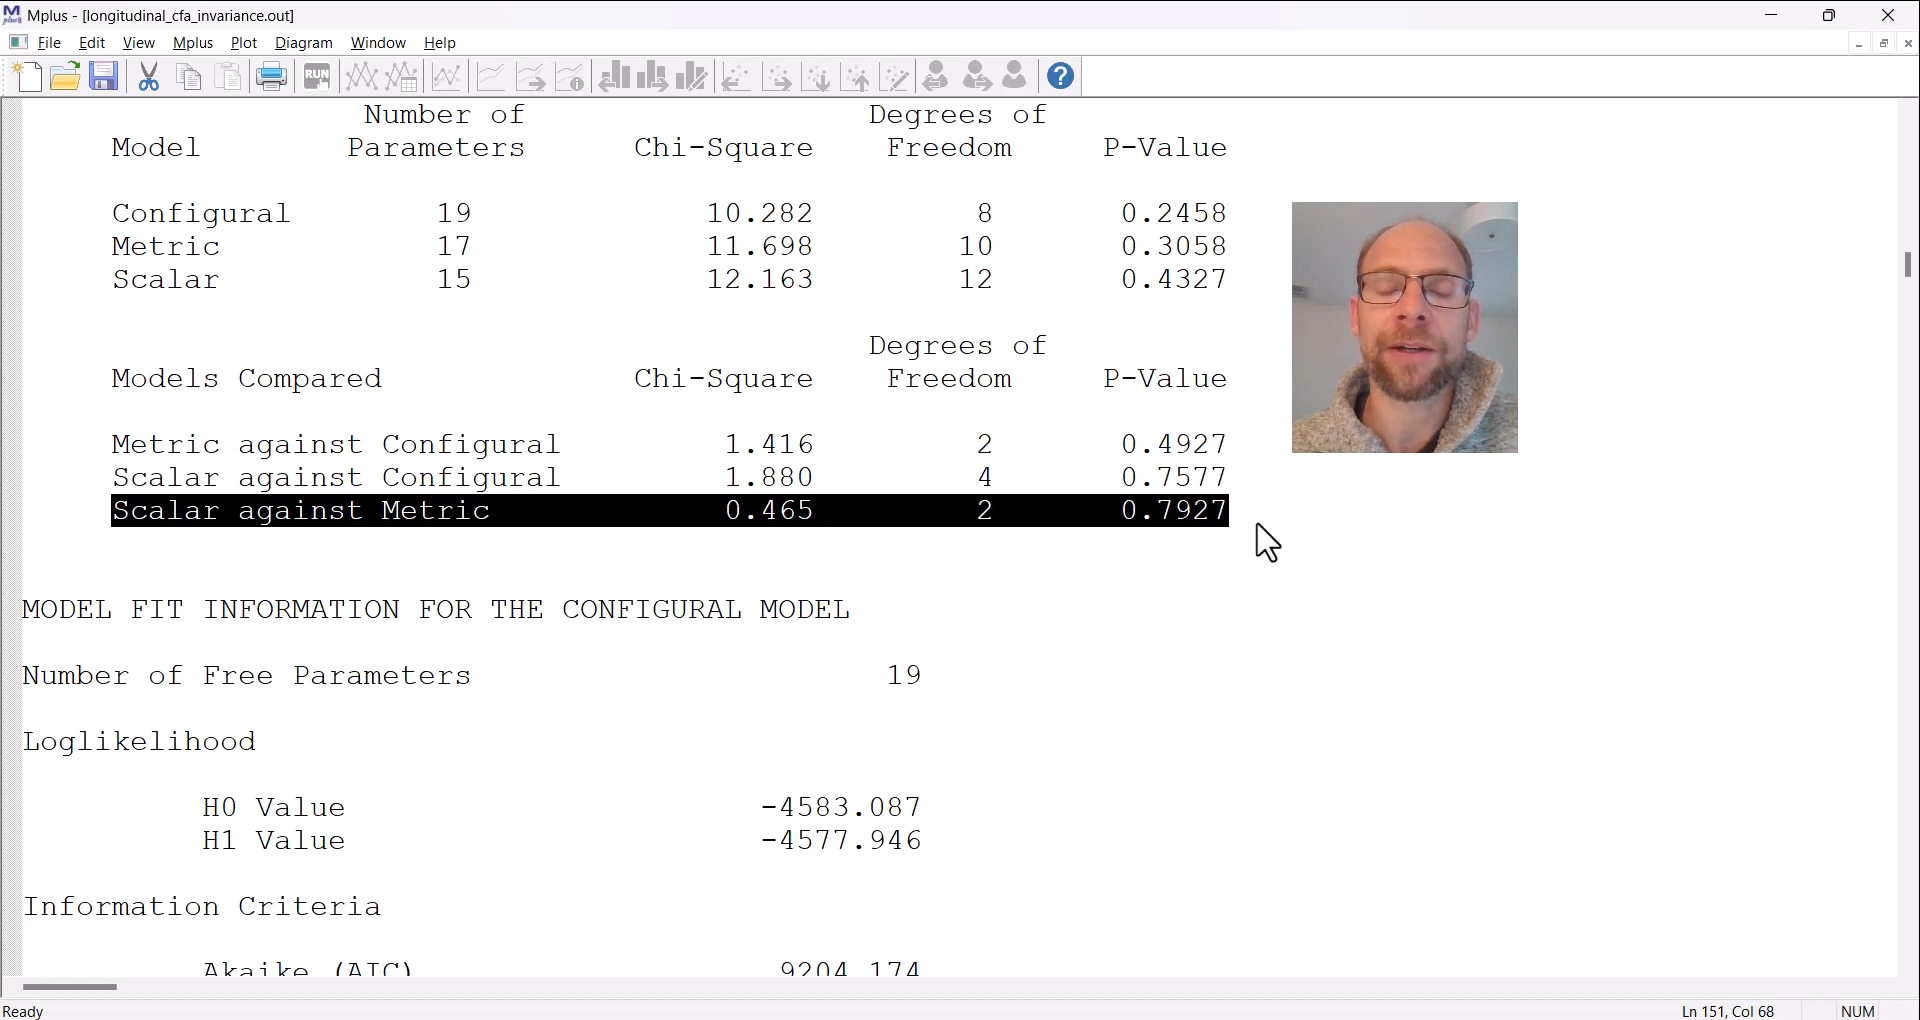 Mplus - [longitudinal_cfa_invariance.out]
File Edit View Mplus Plot Diagram Window Help
RUN
Number of Degrees of
Model Parameters Chi-Square Freedom P-Value
Configural 19 10.282 8 0.2458
Metric 17 11.698 10 0.3058
Scalar 15 12.163 12 0.4327
Degrees of
Models Compared Chi-Square Freedom P-Value
Metric against Configural 1.416 2 0.4927
Scalar against Configural 1.880 4 0.7577
Scalar against Metric 0.465 2 0.7927
MODEL FIT INFORMATION FOR THE CONFIGURAL MODEL
Number of Free Parameters 19
Loglikelihood
H0 Value -4583.087
H1 Value -4577.946
Information Criteria
Akaike (AIC) 9204.174
Ready Ln 151, Col 68 NUM